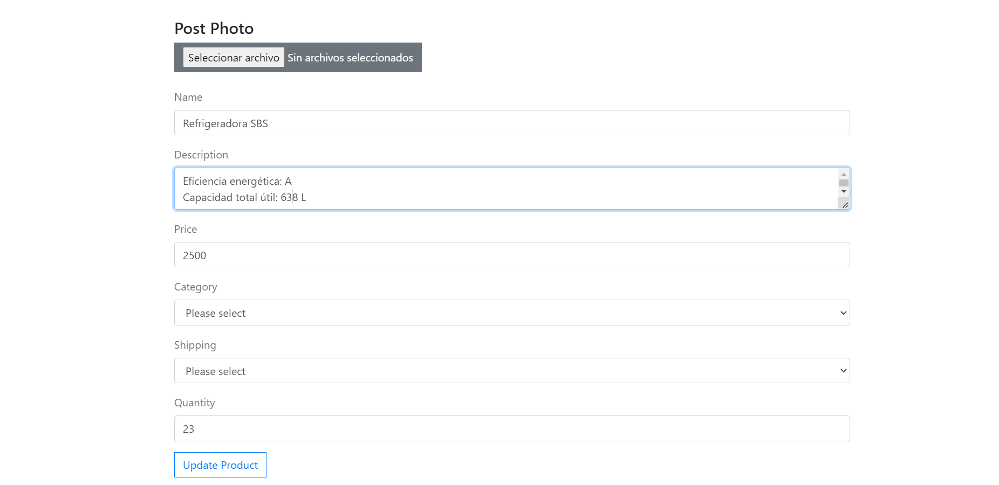 Post Photo
Seleccionar archivo Sin archivos seleccionados
Name
Refrigeradora SBS
Description
Eficiencia energética: A
Capacidad total útil: 638 L
Price
2500
Category
Please select
Shipping
Please select
Quantity
23
Update Product